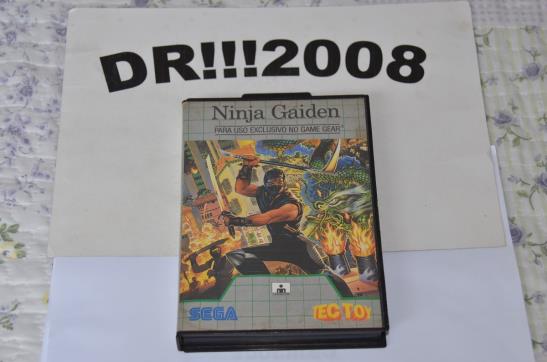 DR!!!2008
Ninja Gaiden
PARA USO EXCLUSIVO NO GAME GEAR
SEGA
TEC TOY